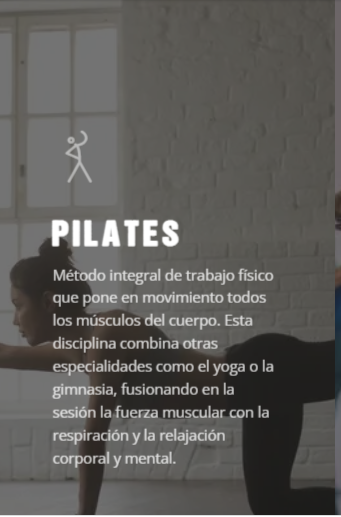 PILATES
Método integral de trabajo físico
que pone en movimiento todos
los músculos del cuerpo. Esta
disciplina combina otras
especialidades como el yoga o la
gimnasia, fusionando en la
sesión la fuerza muscular con la
respiración y la relajación
corporal y mental.